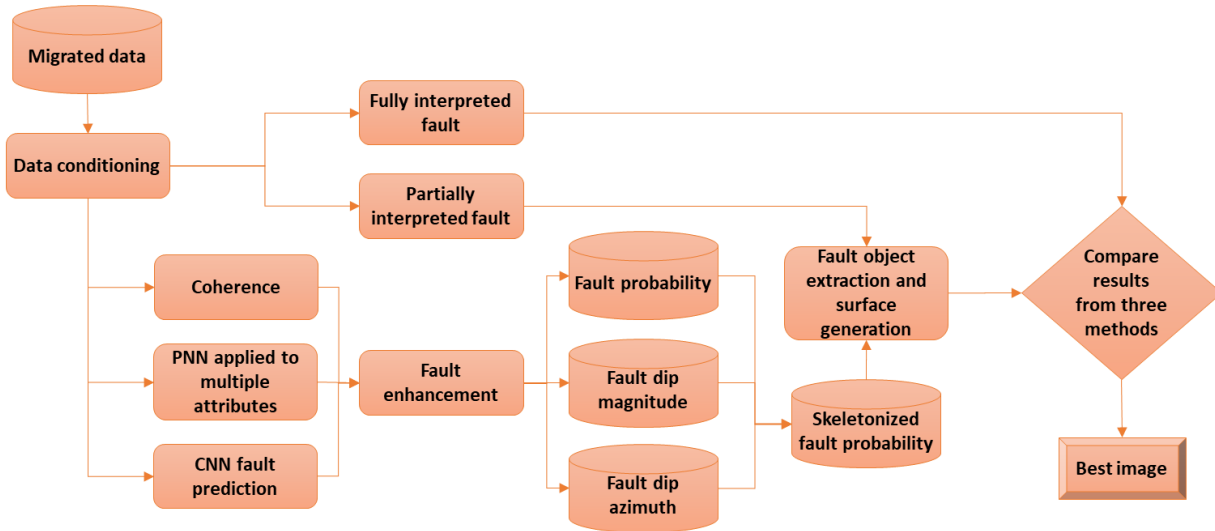 Migrated data
Data conditioning
Fully interpreted
fault
Partially
interpreted fault
Coherence
PNN applied to
multiple
attributes
CNN fault
prediction
Fault
enhancement
Fault probability
Fault dip
magnitude
Fault dip
azimuth
Fault object
extraction and
surface
generation
Skeletonized
fault probability
Compare
results
from three
methods
Best image